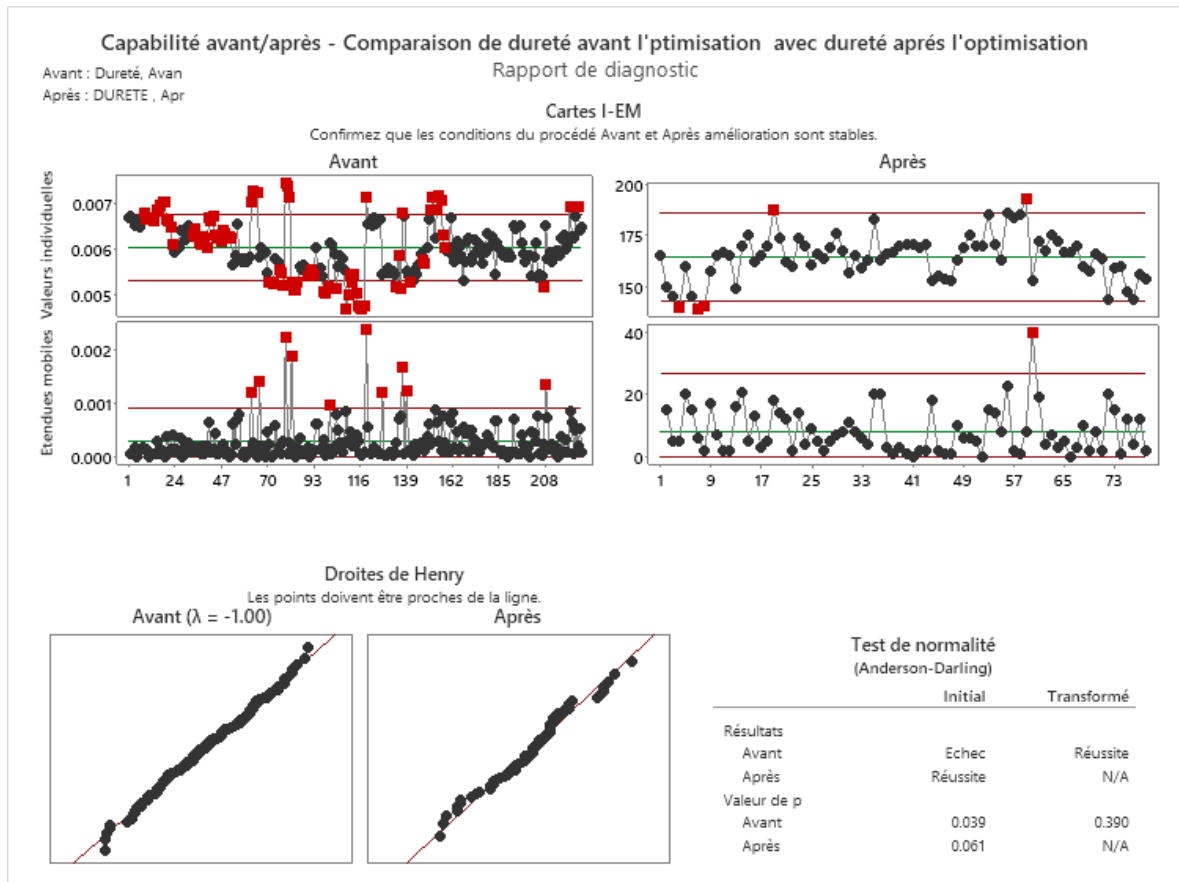 Capabilité avant/après - Comparaison de dureté avant l'ptimisation avec dureté aprés l'optimisation
Rapport de diagnostic
Avant : Dureté, Avan
Après : DURETE , Apr
Cartes I-EM
Confirmez que les conditions du procédé Avant et Après amélioration sont stables.
Avant
Après
Valeurs individuelles
0.007
0.006
0.005
200
175
150
Etendues mobiles
0.002
0.001
0.000
40
20
0
1 24 47 70 93 116 139 162 185 208
1 9 17 25 33 41 49 57 65 73
Droites de Henry
Les points doivent être proches de la ligne.
Avant (λ = -1.00)
Après
Test de normalité
(Anderson-Darling)
Initial Transformé
Résultats
Avant Echec Réussite
Après Réussite N/A
Valeur de p
Avant 0.039 0.390
Après 0.061 N/A